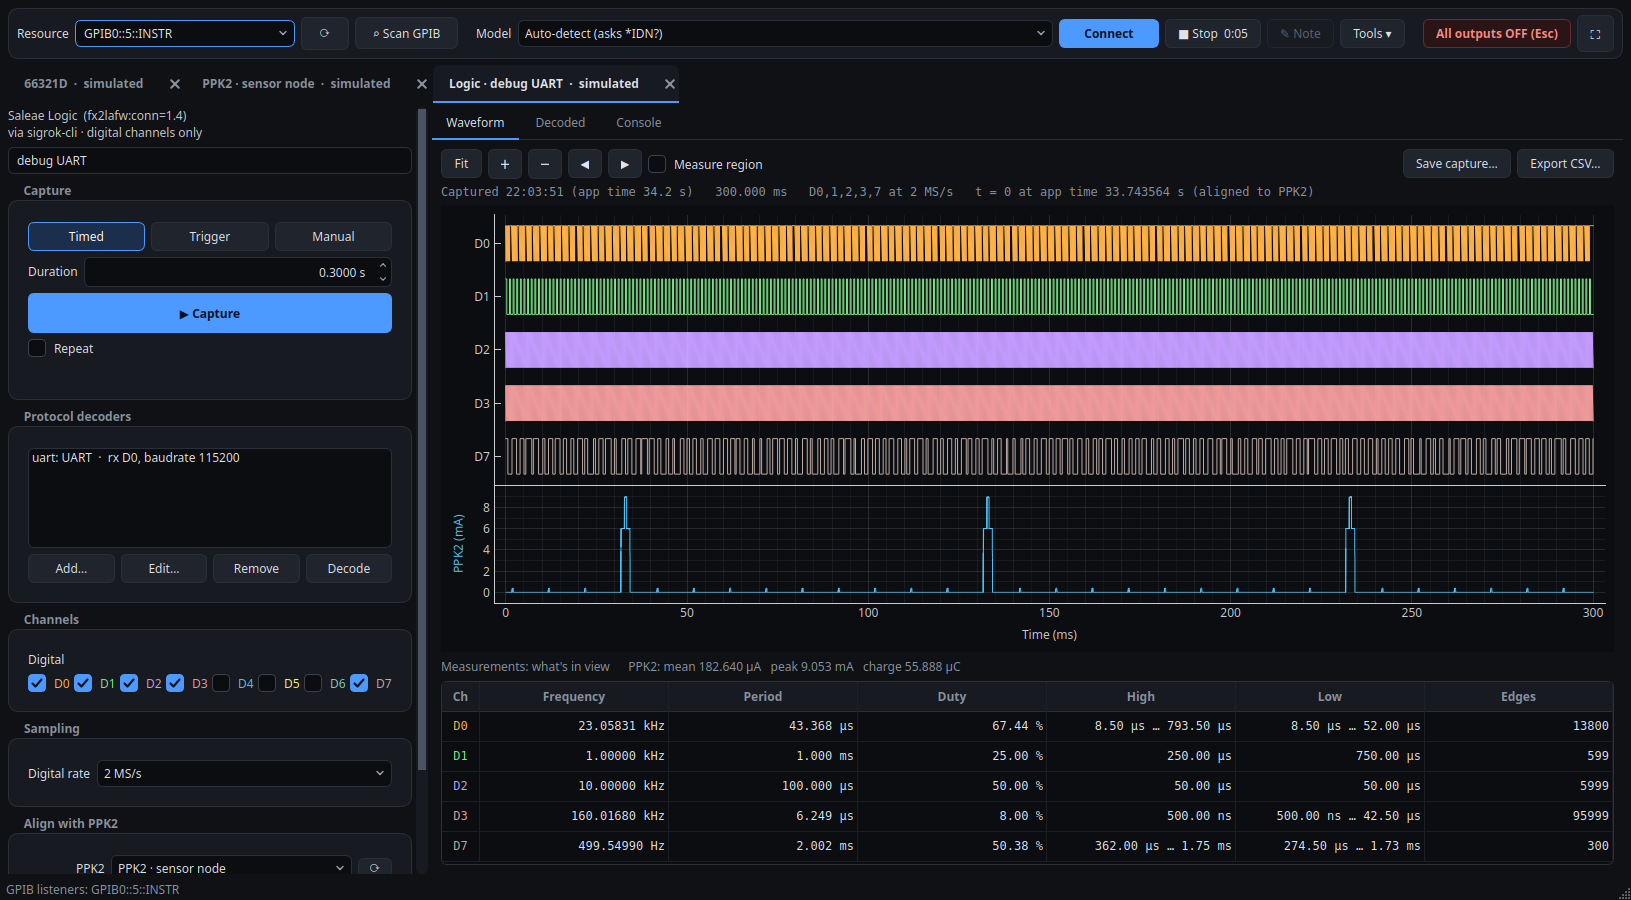 Resource GPIB0::5::INSTR ⟳ ⌕ Scan GPIB Model Auto-detect (asks *IDN?) Connect ■ Stop 0:05 ✎ Note Tools ▾ All outputs OFF (Esc) ⛶
66321D · simulated ✕ PPK2 · sensor node · simulated ✕ Logic · debug UART · simulated ✕
Saleae Logic (fx2lafw:conn=1.4)
via sigrok-cli · digital channels only
debug UART
Capture
Timed Trigger Manual
Duration 0.3000 s
▶ Capture
Repeat
Protocol decoders
uart: UART · rx D0, baudrate 115200
Add... Edit... Remove Decode
Channels
Digital
D0 D1 D2 D3 D4 D5 D6 D7
Sampling
Digital rate 2 MS/s
Align with PPK2
PPK2 PPK2 · sensor node ⟳
Waveform Decoded Console
Fit + − ◀ ▶ Measure region Save capture... Export CSV...
Captured 22:03:51 (app time 34.2 s) 300.000 ms D0,1,2,3,7 at 2 MS/s t = 0 at app time 33.743564 s (aligned to PPK2)
D0
D1
D2
D3
D7
PPK2 (mA)
8
6
4
2
0
0 50 100 150 200 250 300
Time (ms)
Measurements: what's in view PPK2: mean 182.640 µA peak 9.053 mA charge 55.888 µC
Ch Frequency Period Duty High Low Edges
D0 23.05831 kHz 43.368 µs 67.44 % 8.50 µs … 793.50 µs 8.50 µs … 52.00 µs 13800
D1 1.00000 kHz 1.000 ms 25.00 % 250.00 µs 750.00 µs 599
D2 10.00000 kHz 100.000 µs 50.00 % 50.00 µs 50.00 µs 5999
D3 160.01680 kHz 6.249 µs 8.00 % 500.00 ns 500.00 ns … 42.50 µs 95999
D7 499.54990 Hz 2.002 ms 50.38 % 362.00 µs … 1.75 ms 274.50 µs … 1.73 ms 300
GPIB listeners: GPIB0::5::INSTR